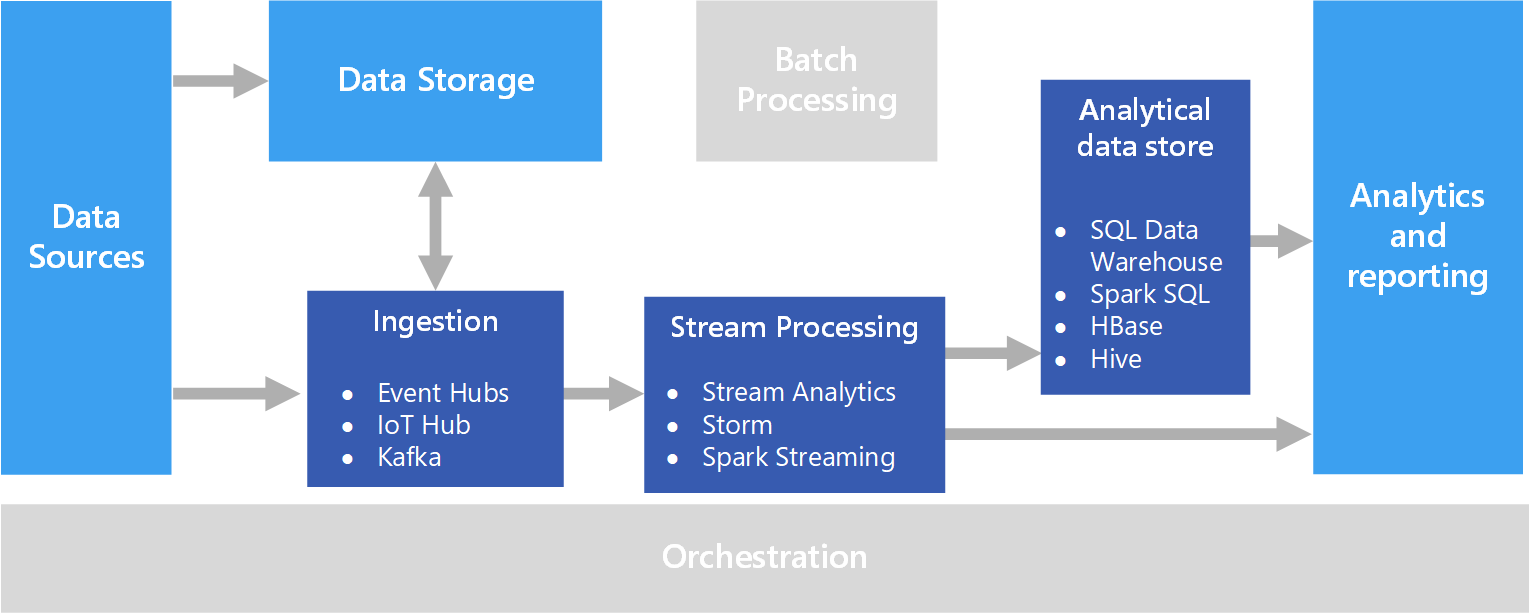 Data
Sources
Data Storage
Batch
Processing
Analytical
data store
● SQL Data
Warehouse
● Spark SQL
● HBase
● Hive
Analytics
and
reporting
Ingestion
● Event Hubs
● IoT Hub
● Kafka
Stream Processing
● Stream Analytics
● Storm
● Spark Streaming
Orchestration